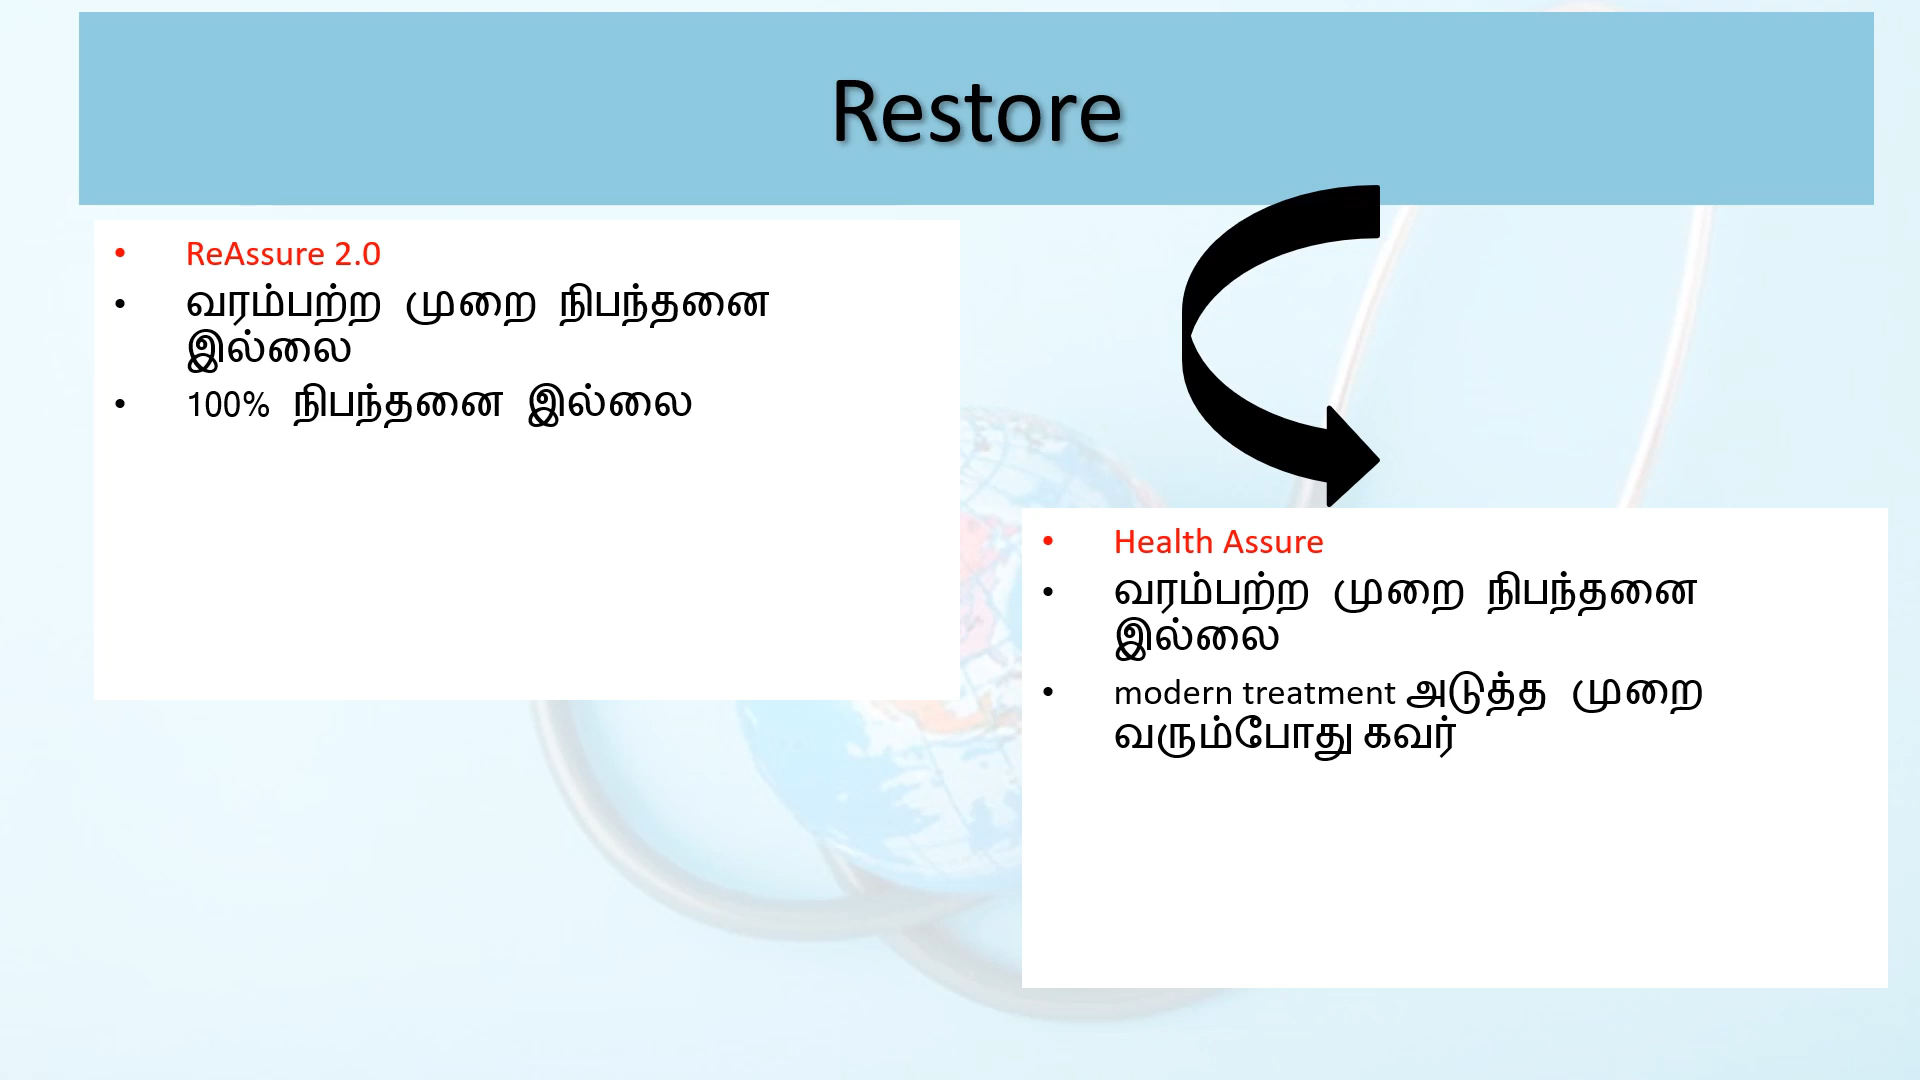 Restore
• ReAssure 2.0
• வரம்பற்ற முறை நிபந்தனை
இல்லை
• 100% நிபந்தனை இல்லை
• Health Assure
• வரம்பற்ற முறை நிபந்தனை
இல்லை
• modern treatment அடுத்த முறை
வரும்போது கவர்